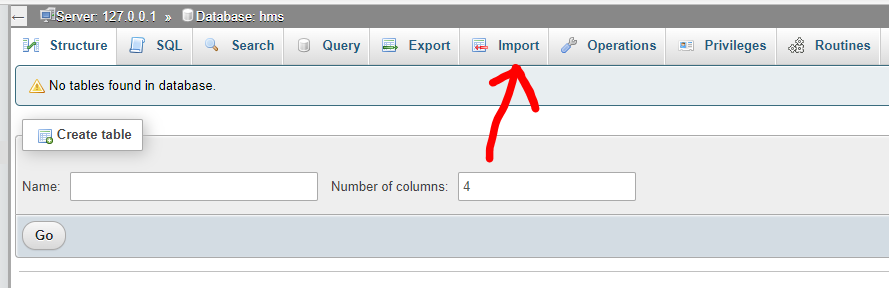 Server: 127.0.0.1 » Database: hms
Structure SQL Search Query Export Import Operations Privileges Routines
No tables found in database.
Create table
Name: Number of columns: 4
Go